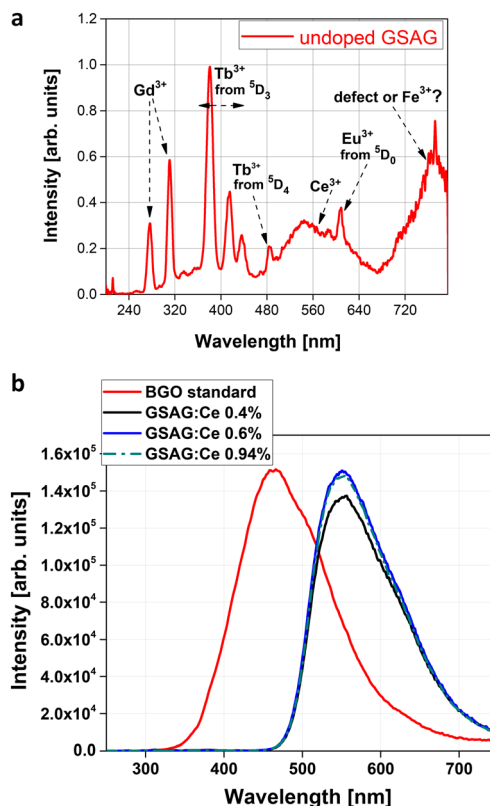 a
undoped GSAG
Gd³⁺
Tb³⁺
from ⁵D₃
Tb³⁺
from ⁵D₄
Ce³⁺
Eu³⁺
from ⁵D₀
defect or Fe³⁺?
1.2
1.0
0.8
0.6
0.4
0.2
0.0
Intensity [arb. units]
240 320 400 480 560 640 720
Wavelength [nm]
b
BGO standard
GSAG:Ce 0.4%
GSAG:Ce 0.6%
GSAG:Ce 0.94%
1.6x10⁵
1.4x10⁵
1.2x10⁵
1.0x10⁵
8.0x10⁴
6.0x10⁴
4.0x10⁴
2.0x10⁴
0.0
Intensity [arb. units]
300 400 500 600 700
Wavelength [nm]